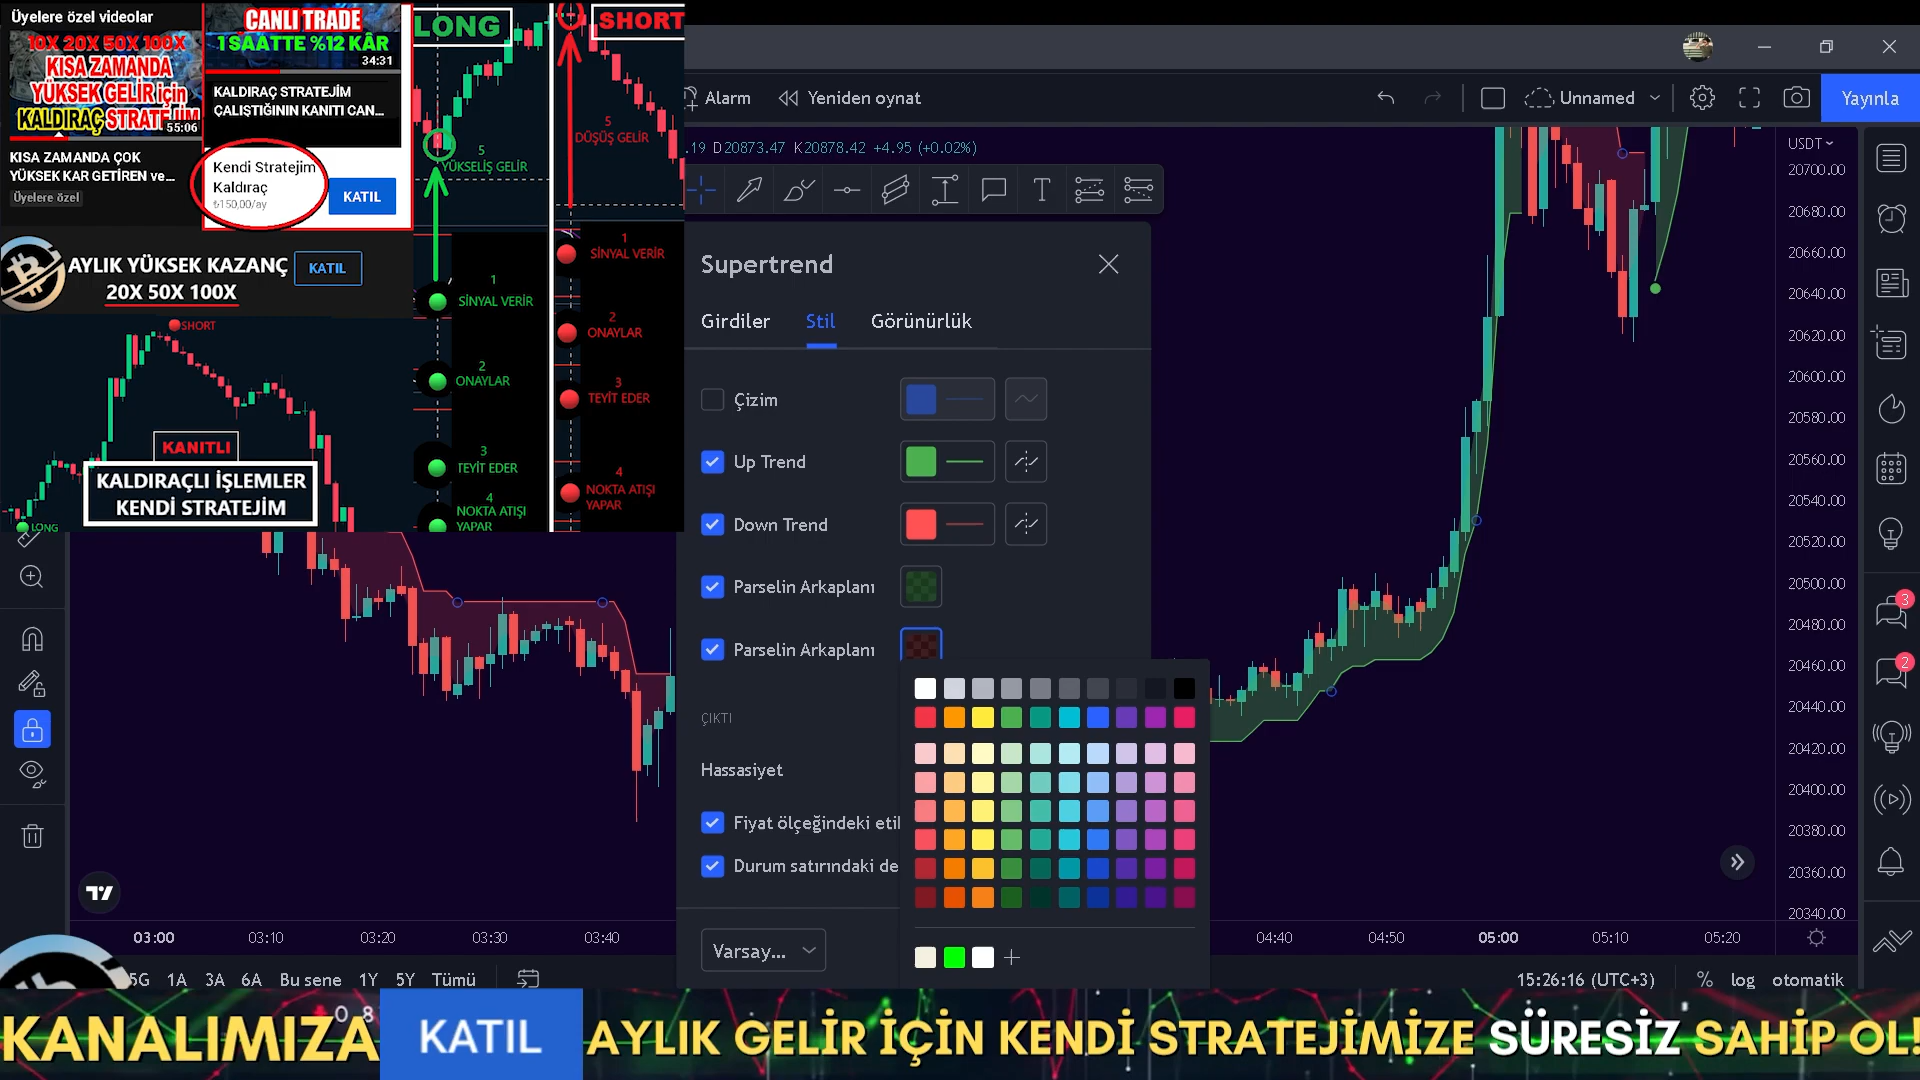 Üyelere özel videolar
10X 20X 50X 100X
KISA ZAMANDA
YÜKSEK GELİR için
KALDIRAÇ STRATEJİM
55:06
KISA ZAMANDA ÇOK
YÜKSEK KAR GETİREN ve...
Üyelere özel
CANLI TRADE
1 SAATTE %12 KÂR
34:31
KALDIRAÇ STRATEJİM
ÇALIŞTIĞININ KANITI CAN...
Kendi Stratejim
Kaldıraç
₺150,00/ay
KATIL
AYLIK YÜKSEK KAZANÇ
KATIL
20X 50X 100X
SHORT
KANITLI
KALDIRAÇLI İŞLEMLER
KENDİ STRATEJİM
LONG
LONG
5
YÜKSELİŞ GELİR
1
SİNYAL VERİR
2
ONAYLAR
3
TEYİT EDER
4
NOKTA ATIŞI
YAPAR
SHORT
5
DÜŞÜŞ GELİR
1
SİNYAL VERİR
2
ONAYLAR
3
TEYİT EDER
4
NOKTA ATIŞI
YAPAR
Alarm
Yeniden oynat
Unnamed
Yayınla
.19 D20873.47 K20878.42 +4.95 (+0.02%)
Supertrend
Girdiler
Stil
Görünürlük
Çizim
Up Trend
Down Trend
Parselin Arkaplanı
Parselin Arkaplanı
ÇIKTI
Hassasiyet
Fiyat ölçeğindeki etil
Durum satırındaki de
Varsay...
USDT
20700.00
20680.00
20660.00
20640.00
20620.00
20600.00
20580.00
20560.00
20540.00
20520.00
20500.00
20480.00
20460.00
20440.00
20420.00
20400.00
20380.00
20360.00
20340.00
3
2
03:00
03:10
03:20
03:30
03:40
04:40
04:50
05:00
05:10
05:20
5G
1A
3A
6A
Bu sene
1Y
5Y
Tümü
15:26:16 (UTC+3)
%
log
otomatik
0.8
KANALIMIZA
KATIL
AYLIK GELİR İÇİN KENDİ STRATEJİMİZE SÜRESİZ SAHİP OL!